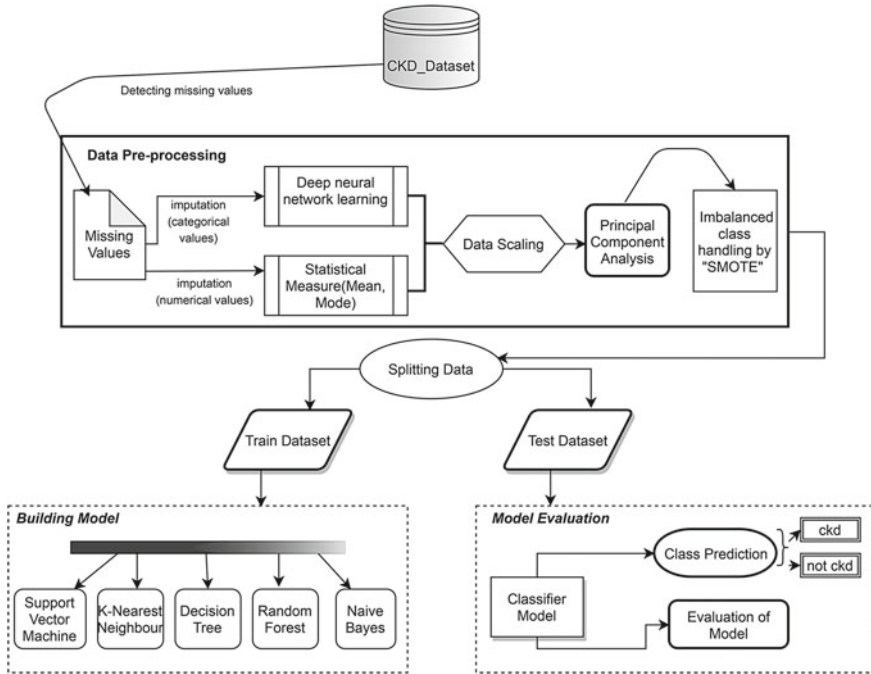 CKD_Dataset
Detecting missing values
Data Pre-processing
Missing
Values
imputation
(categorical
values)
imputation
(numerical values)
Deep neural
network learning
Statistical
Measure(Mean,
Mode)
Data Scaling
Principal
Component
Analysis
Imbalanced
class
handling by
"SMOTE"
Splitting Data
Train Dataset
Test Dataset
Building Model
Support
Vector
Machine
K-Nearest
Neighbour
Decision
Tree
Random
Forest
Naive
Bayes
Model Evaluation
Classifier
Model
Class Prediction
ckd
not ckd
Evaluation of
Model